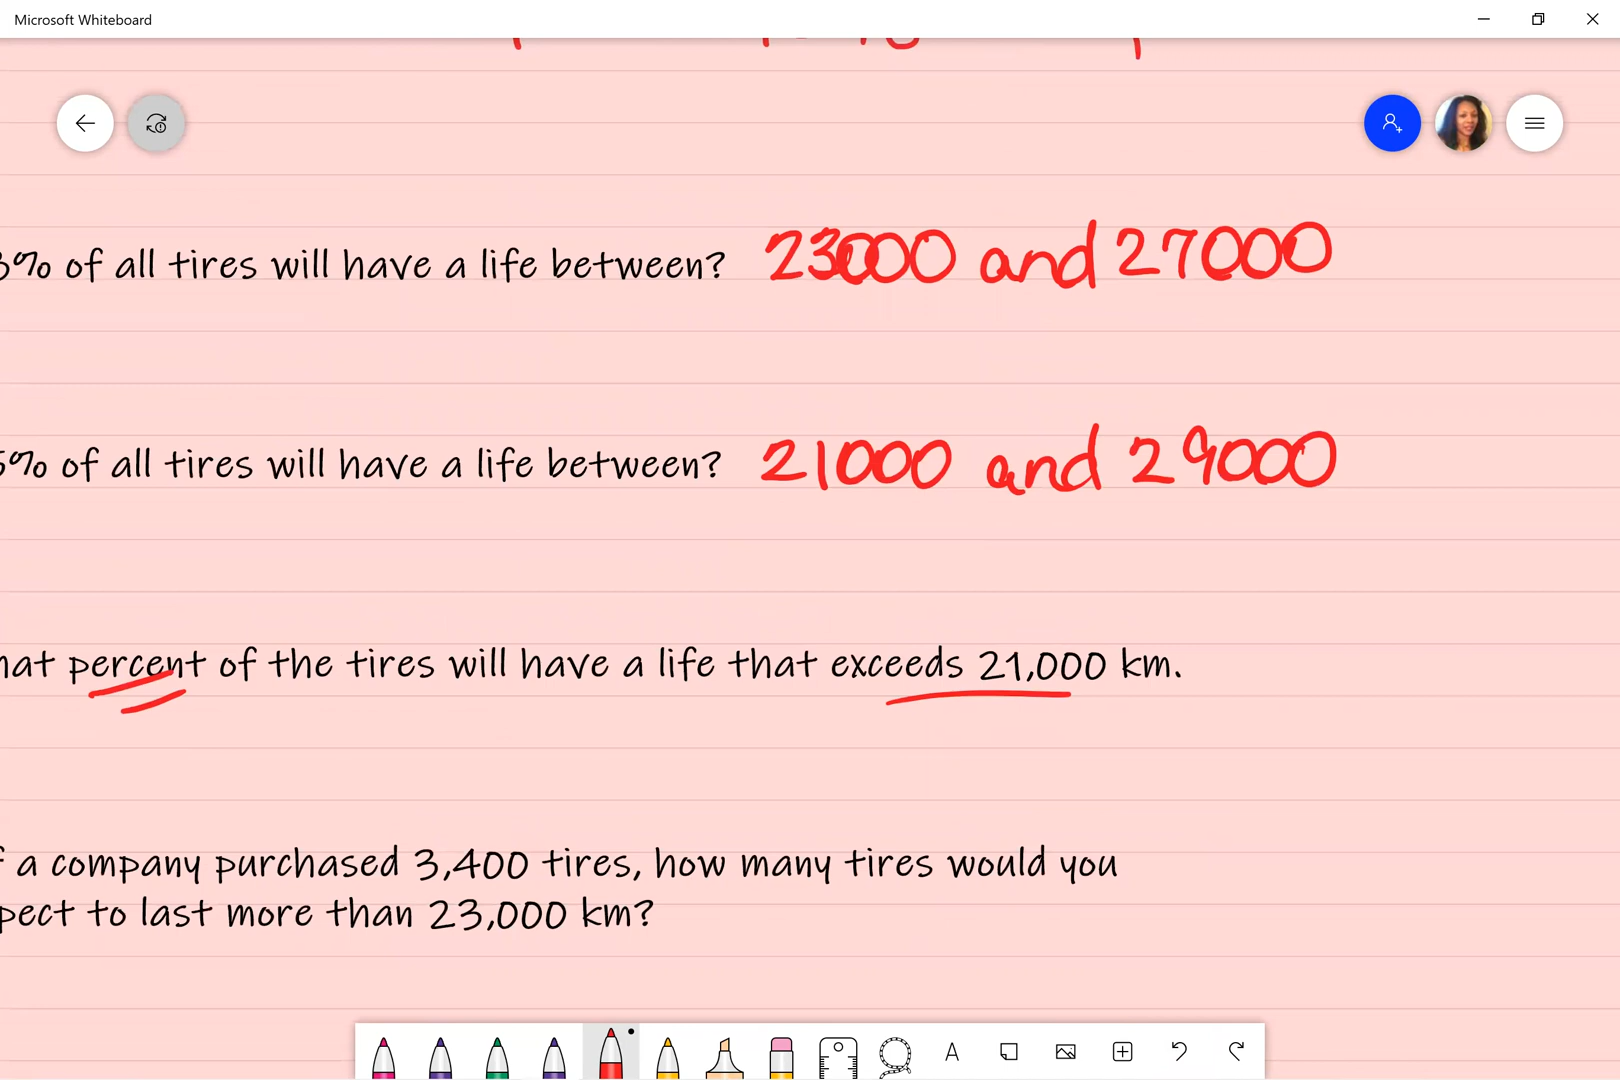 Microsoft Whiteboard
% of all tires will have a life between? 23000 and 27000
5% of all tires will have a life between? 21000 and 29000
hat percent of the tires will have a life that exceeds 21,000 km.
f a company purchased 3,400 tires, how many tires would you
pect to last more than 23,000 km?
A